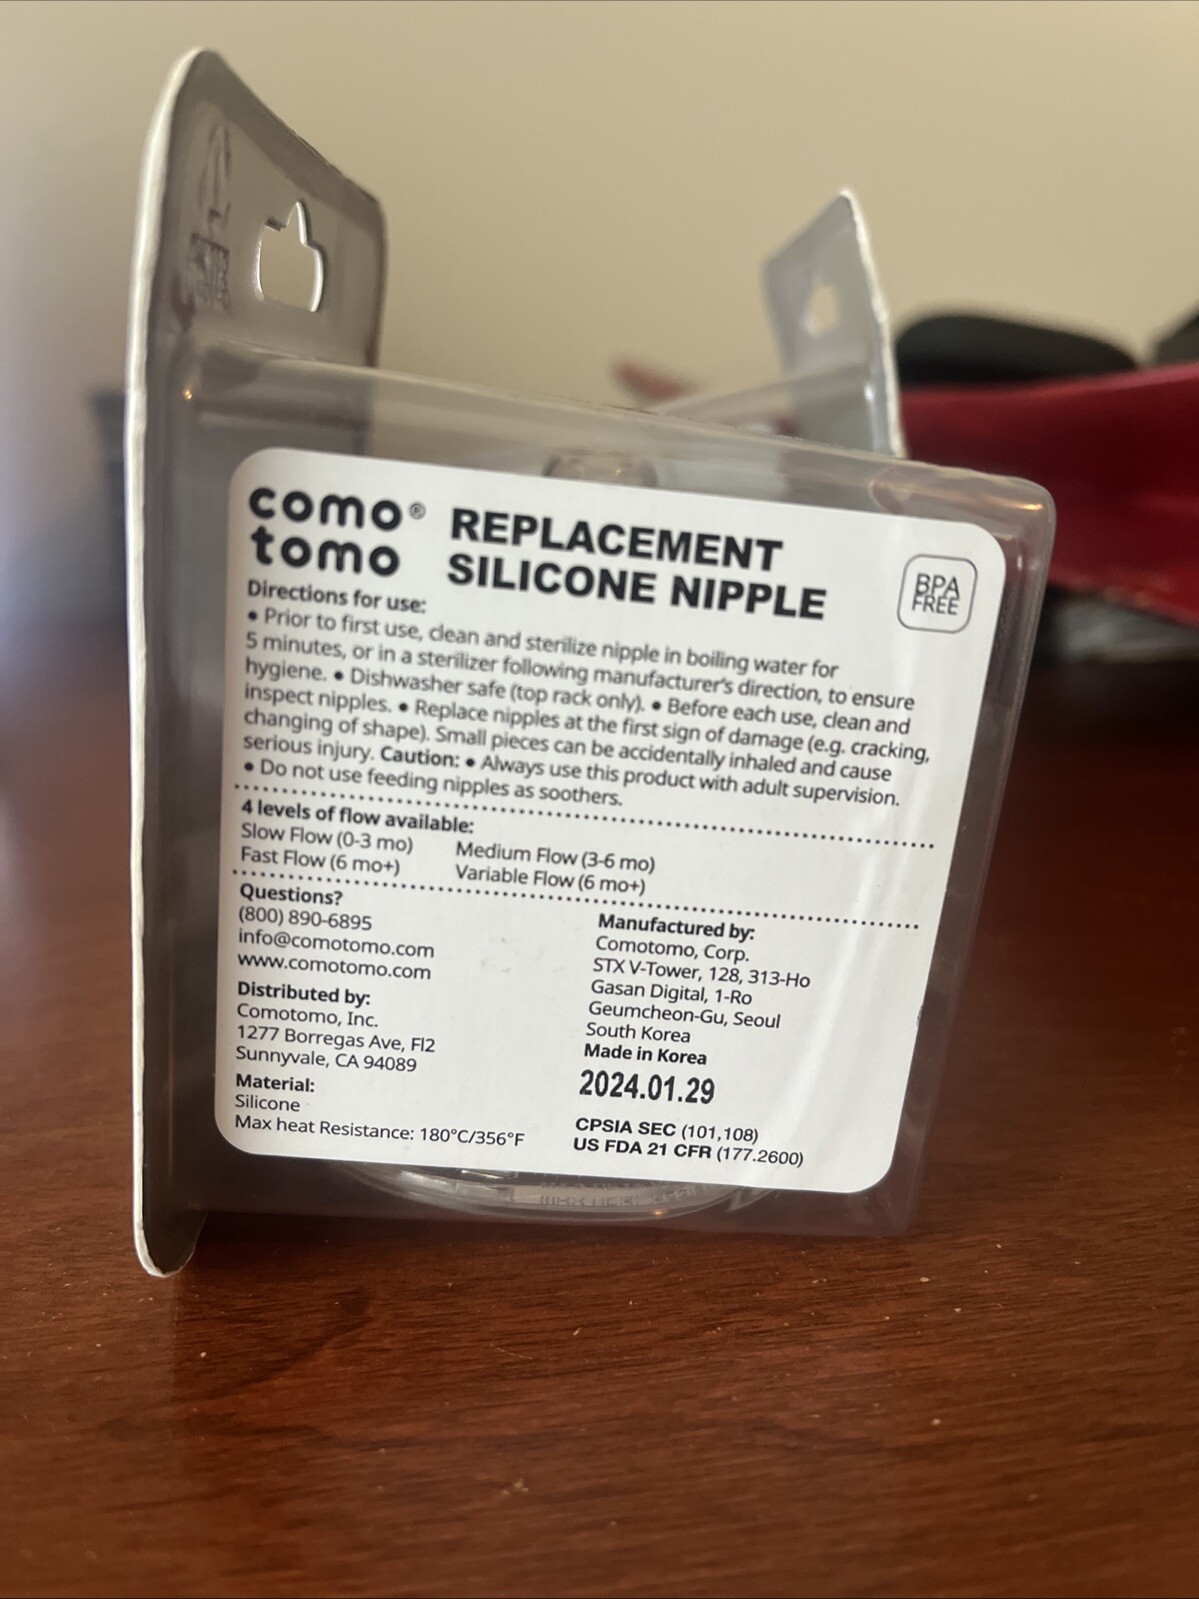 como®
tomo
REPLACEMENT
SILICONE NIPPLE
BPA
FREE
Directions for use:
• Prior to first use, clean and sterilize nipple in boiling water for
5 minutes, or in a sterilizer following manufacturer's direction, to ensure
hygiene. • Dishwasher safe (top rack only). • Before each use, clean and
inspect nipples. • Replace nipples at the first sign of damage (e.g. cracking,
changing of shape). Small pieces can be accidentally inhaled and cause
serious injury. Caution: • Always use this product with adult supervision.
• Do not use feeding nipples as soothers.
4 levels of flow available:
Slow Flow (0-3 mo) Medium Flow (3-6 mo)
Fast Flow (6 mo+) Variable Flow (6 mo+)
Questions?
(800) 890-6895
info@comotomo.com
www.comotomo.com
Distributed by:
Comotomo, Inc.
1277 Borregas Ave, Fl2
Sunnyvale, CA 94089
Material:
Silicone
Max heat Resistance: 180°C/356°F
Manufactured by:
Comotomo, Corp.
STX V-Tower, 128, 313-Ho
Gasan Digital, 1-Ro
Geumcheon-Gu, Seoul
South Korea
Made in Korea
2024.01.29
CPSIA SEC (101,108)
US FDA 21 CFR (177.2600)